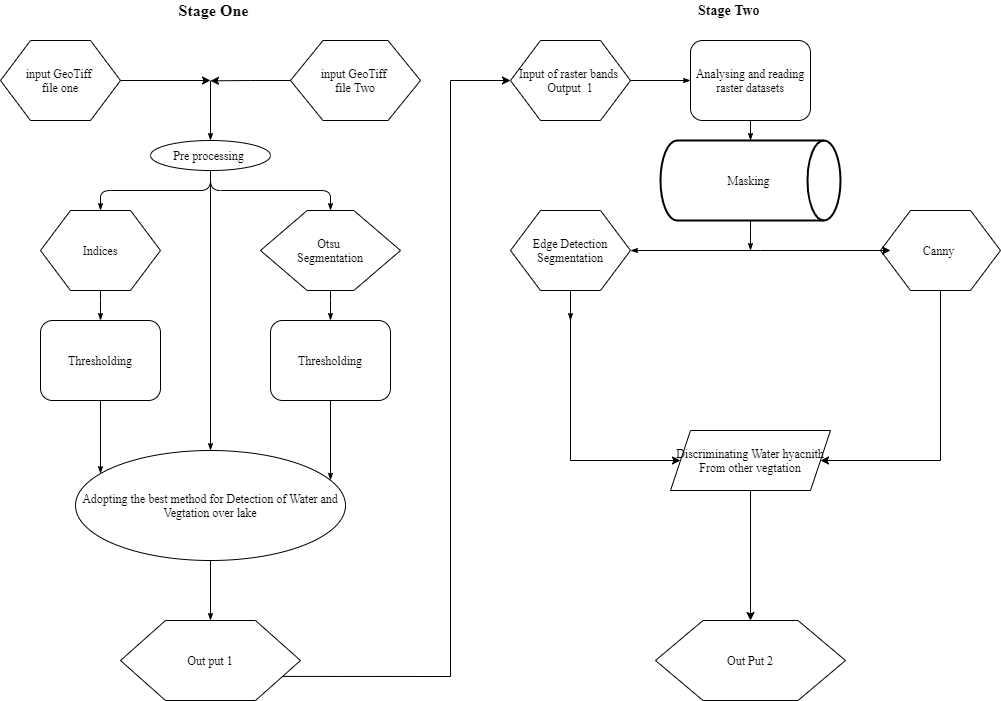 Stage One
Stage Two
input GeoTiff
file one
input GeoTiff
file Two
Input of raster bands
Output 1
Analysing and reading
raster datasets
Pre processing
Masking
Indices
Otsu
Segmentation
Edge Detection
Segmentation
Canny
Thresholding
Thresholding
Discriminating Water hyacnith
From other vegtation
Adopting the best method for Detection of Water and
Vegtation over lake
Out put 1
Out Put 2